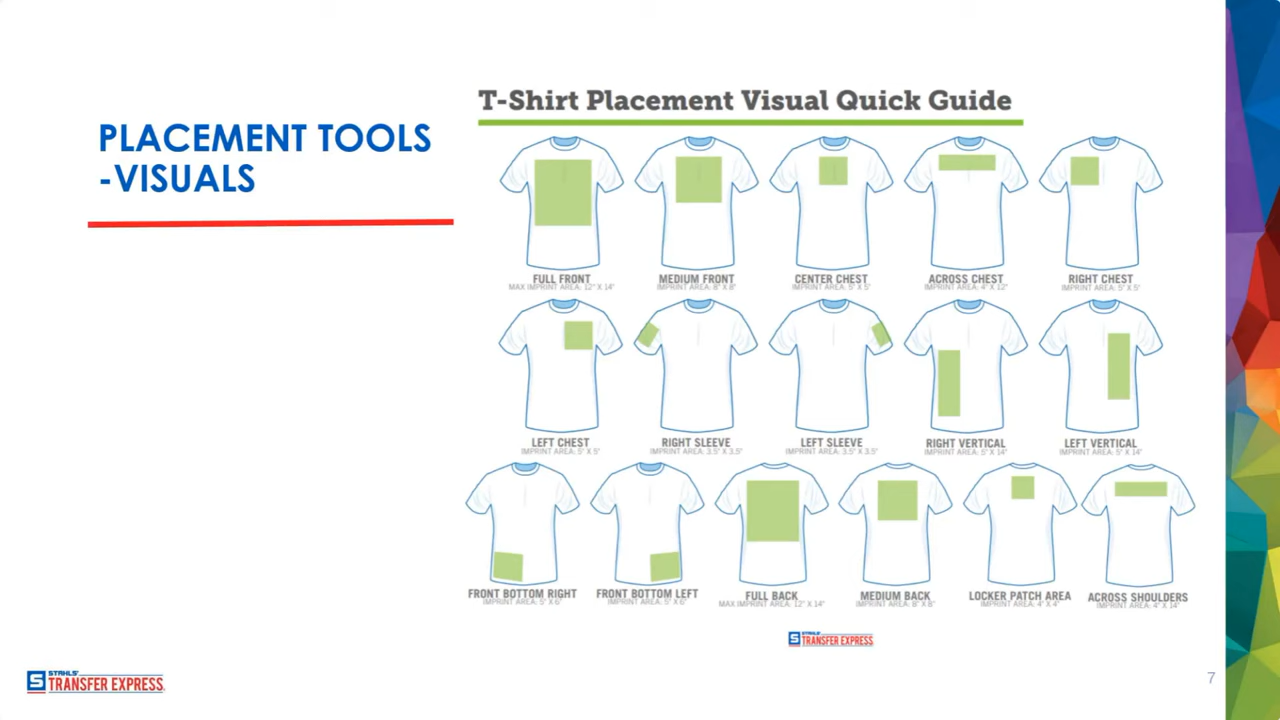 PLACEMENT TOOLS
-VISUALS
T-Shirt Placement Visual Quick Guide
FULL FRONT
MAX IMPRINT AREA: 12" X 14"
MEDIUM FRONT
IMPRINT AREA: 8" X 8"
CENTER CHEST
IMPRINT AREA: 5" X 5"
ACROSS CHEST
IMPRINT AREA: 4" X 12"
RIGHT CHEST
IMPRINT AREA: 5" X 5"
LEFT CHEST
IMPRINT AREA: 5" X 5"
RIGHT SLEEVE
IMPRINT AREA: 3.5" X 3.5"
LEFT SLEEVE
IMPRINT AREA: 3.5" X 3.5"
RIGHT VERTICAL
IMPRINT AREA: 5" X 14"
LEFT VERTICAL
IMPRINT AREA: 5" X 14"
FRONT BOTTOM RIGHT
IMPRINT AREA: 5" X 6"
FRONT BOTTOM LEFT
IMPRINT AREA: 5" X 6"
FULL BACK
MAX IMPRINT AREA: 12" X 14"
MEDIUM BACK
IMPRINT AREA: 8" X 8"
LOCKER PATCH AREA
IMPRINT AREA: 4" X 4"
ACROSS SHOULDERS
IMPRINT AREA: 4" X 14"
S TRANSFER EXPRESS
S STAHLS'
TRANSFER EXPRESS
7